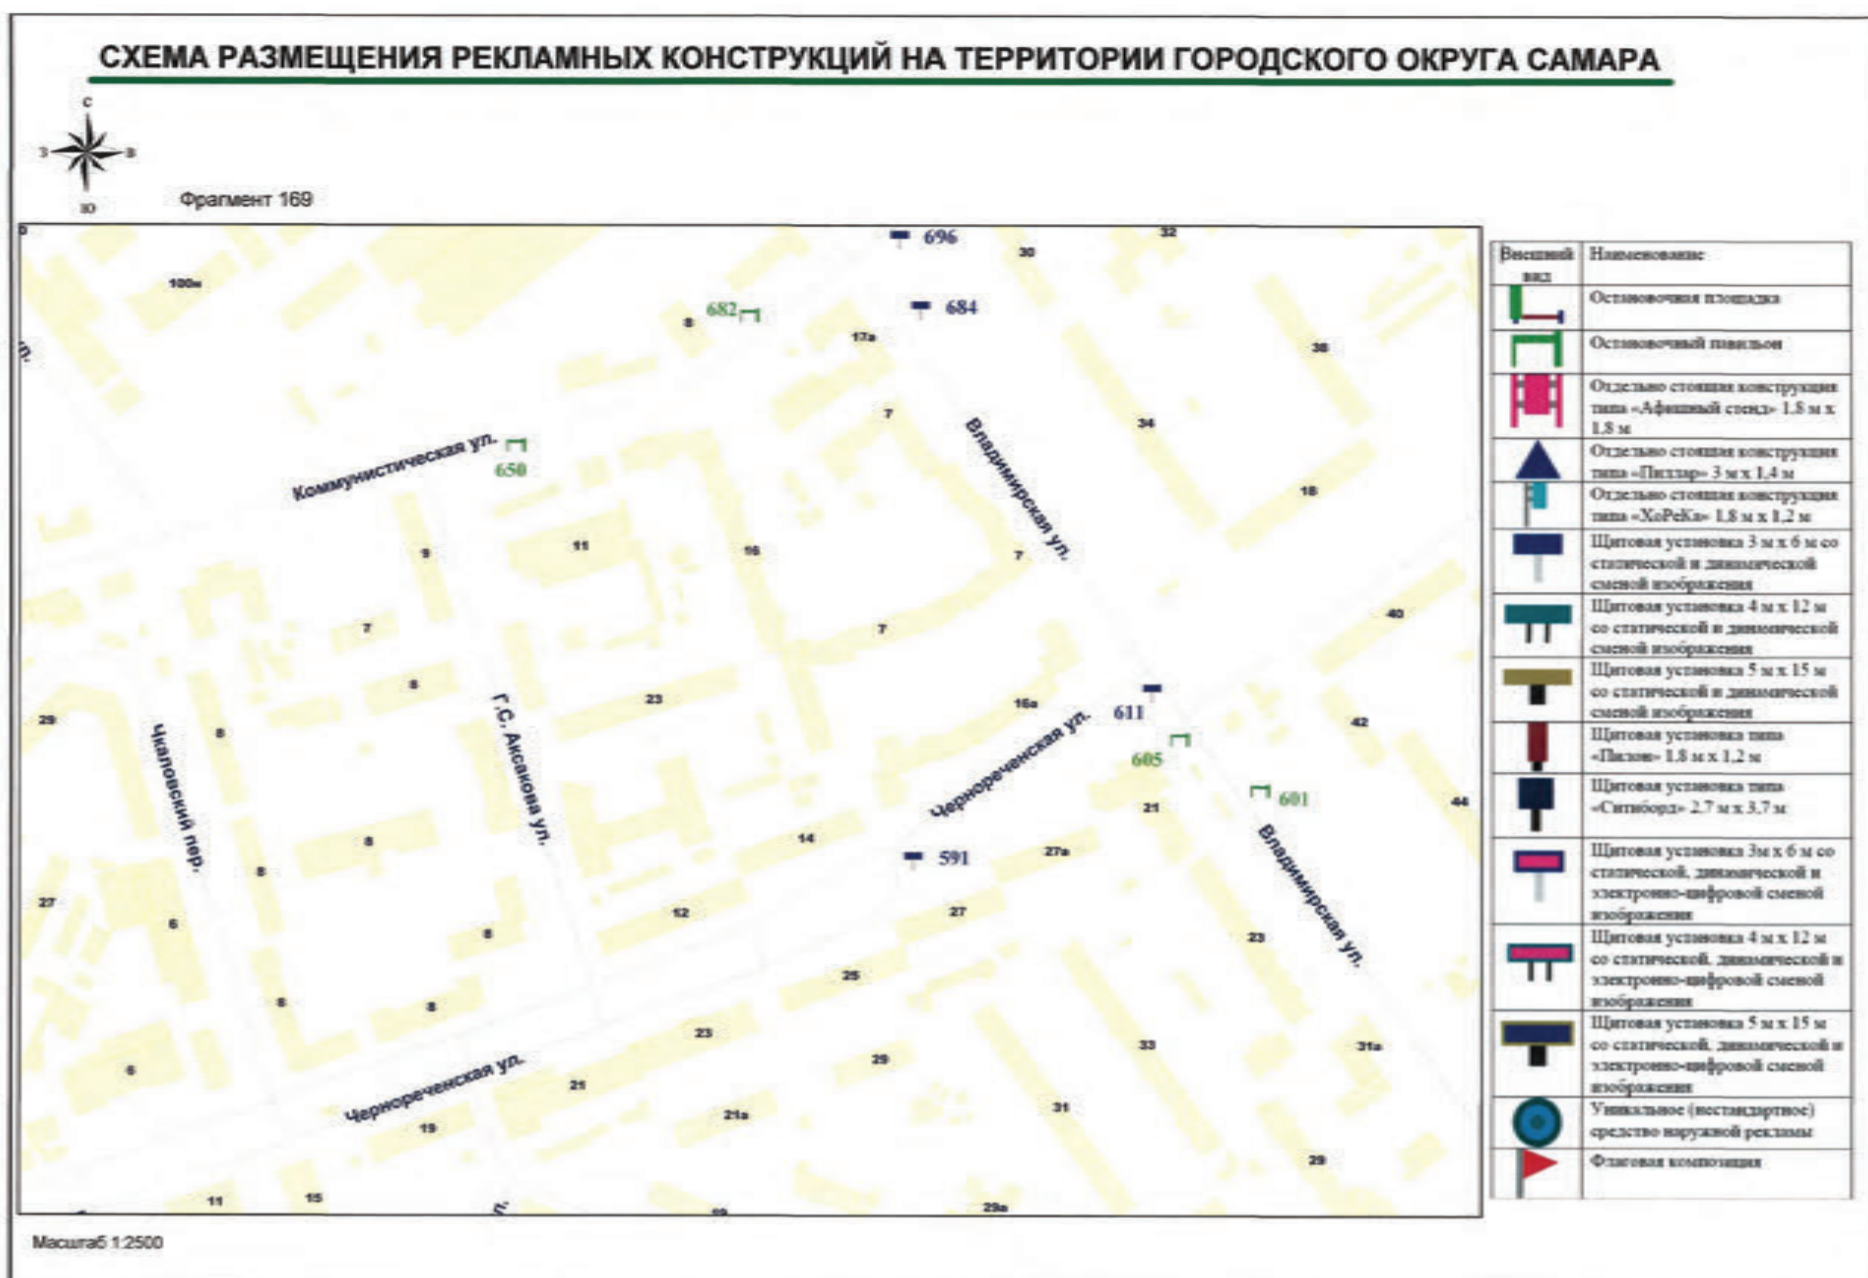 СХЕМА РАЗМЕЩЕНИЯ РЕКЛАМНЫХ КОНСТРУКЦИЙ НА ТЕРРИТОРИИ ГОРОДСКОГО ОКРУГА САМАРА
С
З В
Ю
Фрагмент 169
696
32
30
100н
682
8
684
17а
38
7
34
Коммунистическая ул.
650
Владимирская ул.
18
9
11
16
7
7
7
40
8
23
16а
611
29
8
Чкаловский пер.
Г.С. Аксакова ул.
Чернореченская ул.
42
605
601
21
44
8
14
27а
591
8
Владимирская ул.
27
6
12
27
8
23
25
8
8
23
29
33
31а
6
Чернореченская ул.
21
21а
31
19
29
11
15
29а
Масштаб 1:2500
Внешний вид
Наименование
Остановочная площадка
Остановочный павильон
Отдельно стоящая конструкция
типа «Афишный стенд» 1,8 м х
1,8 м
Отдельно стоящая конструкция
типа «Пиллар» 3 м х 1,4 м
Отдельно стоящая конструкция
типа «ХоРеКа» 1,8 м х 1,2 м
Щитовая установка 3 м х 6 м со
статической и динамической
сменой изображения
Щитовая установка 4 м х 12 м
со статической и динамической
сменой изображения
Щитовая установка 5 м х 15 м
со статической и динамической
сменой изображения
Щитовая установка типа
«Пилон» 1,8 м х 1,2 м
Щитовая установка типа
«Ситиборд» 2,7 м х 3,7 м
Щитовая установка 3м х 6 м со
статической, динамической и
электронно-цифровой сменой
изображения
Щитовая установка 4 м х 12 м
со статической, динамической и
электронно-цифровой сменой
изображения
Щитовая установка 5 м х 15 м
со статической, динамической и
электронно-цифровой сменой
изображения
Уникальное (нестандартное)
средство наружной рекламы
Флаговая композиция